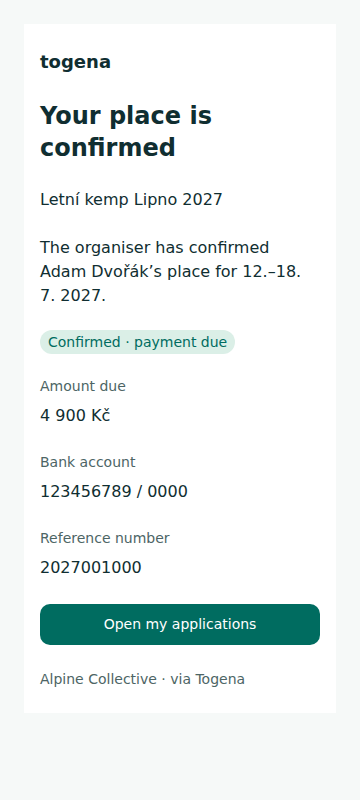 togena
Your place is
confirmed
Letní kemp Lipno 2027
The organiser has confirmed
Adam Dvořák’s place for 12.–18.
7. 2027.
Confirmed · payment due
Amount due
4 900 Kč
Bank account
123456789 / 0000
Reference number
2027001000
Open my applications
Alpine Collective · via Togena